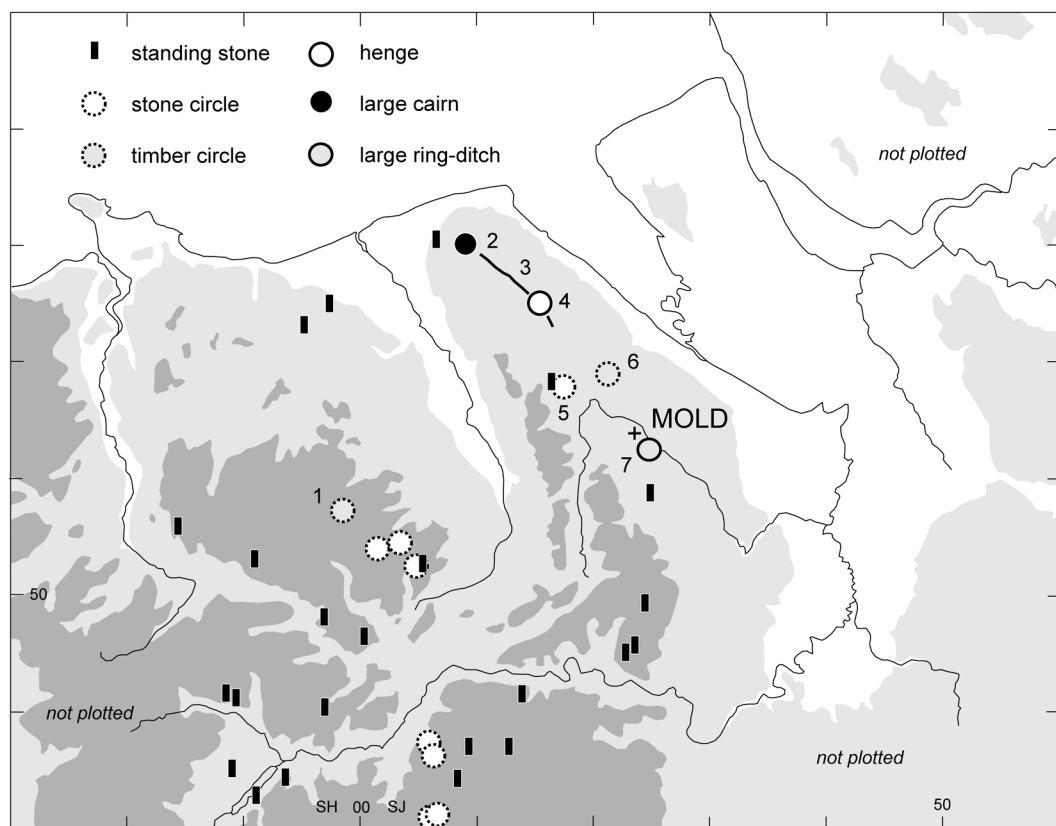 standing stone
henge
stone circle
large cairn
timber circle
large ring-ditch
not plotted
2
3
4
6
5
MOLD
7
1
50
not plotted
not plotted
SH 00 SJ
50